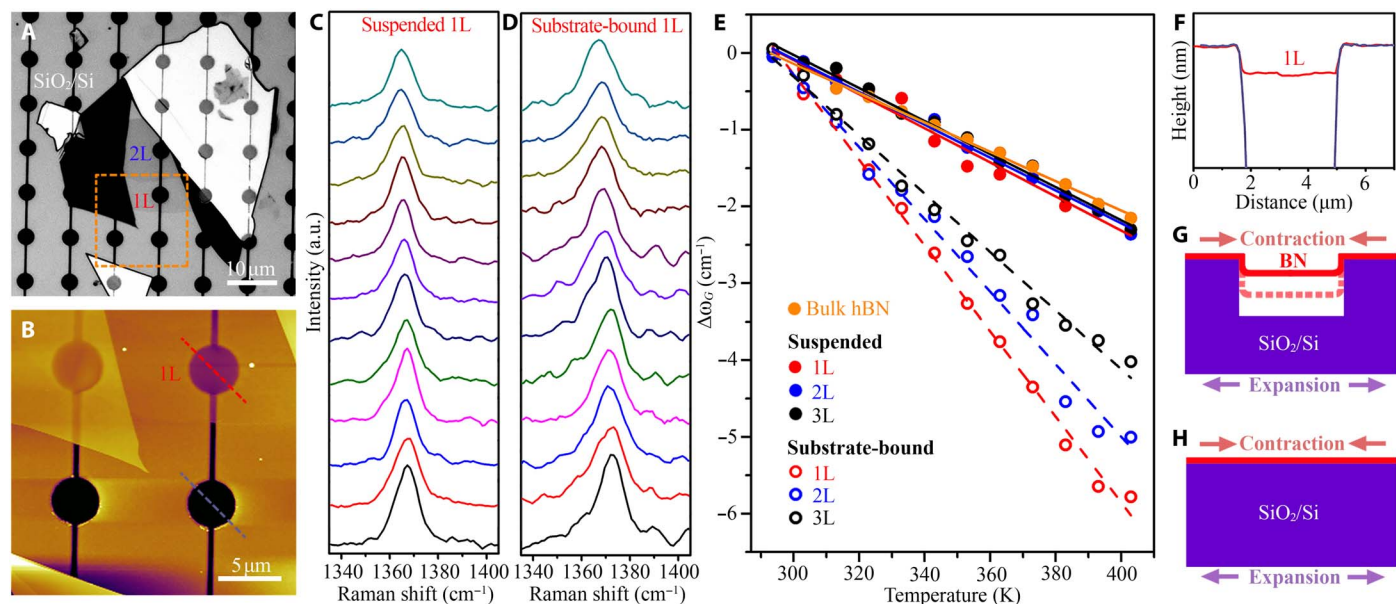 A
SiO2/Si
2L
1L
10 μm
B
1L
5 μm
C
Suspended 1L
Intensity (a.u.)
1340 1360 1380 1400
Raman shift (cm⁻¹)
D
Substrate-bound 1L
1340 1360 1380 1400
Raman shift (cm⁻¹)
E
0
−1
−2
−3
−4
−5
−6
ΔωG (cm⁻¹)
Bulk hBN
Suspended
1L
2L
3L
Substrate-bound
1L
2L
3L
300 320 340 360 380 400
Temperature (K)
F
Height (nm)
1L
0 2 4 6
Distance (μm)
G
Contraction
BN
SiO2/Si
Expansion
H
Contraction
SiO2/Si
Expansion